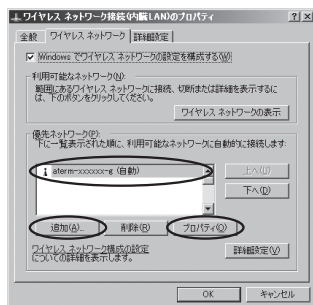 ワイヤレス ネットワーク接続(内蔵LAN)のプロパティ
全般 ワイヤレス ネットワーク 詳細設定
Windows でワイヤレス ネットワークの設定を構成する(W)
利用可能なネットワーク(N):
範囲にあるワイヤレス ネットワークに接続、切断または詳細を表示するに
は、下のボタンをクリックしてください。
ワイヤレス ネットワークの表示
優先ネットワーク(P):
下に一覧表示された順に、利用可能なネットワークに自動的に接続します:
aterm-xxxxxx-g (自動)
上へ(U)
下へ(D)
追加(A)... 削除(R) プロパティ(O)
ワイヤレス ネットワーク構成の設定
についての詳細を表示します。
詳細設定(V)
OK キャンセル